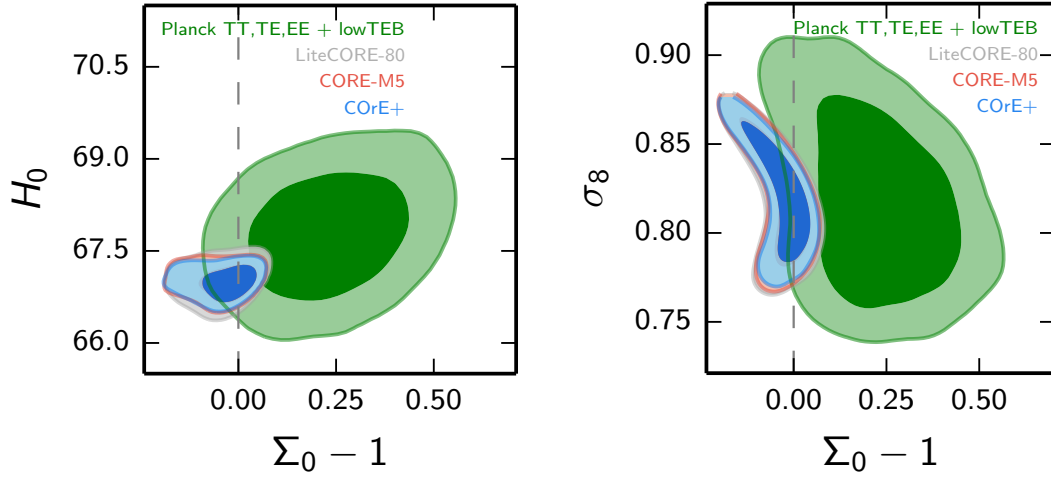 Planck TT,TE,EE + lowTEB
LiteCORE-80
CORE-M5
COrE+
70.5
69.0
67.5
66.0
H₀
0.00 0.25 0.50
Σ₀ − 1
Planck TT,TE,EE + lowTEB
LiteCORE-80
CORE-M5
COrE+
0.90
0.85
0.80
0.75
σ₈
0.00 0.25 0.50
Σ₀ − 1